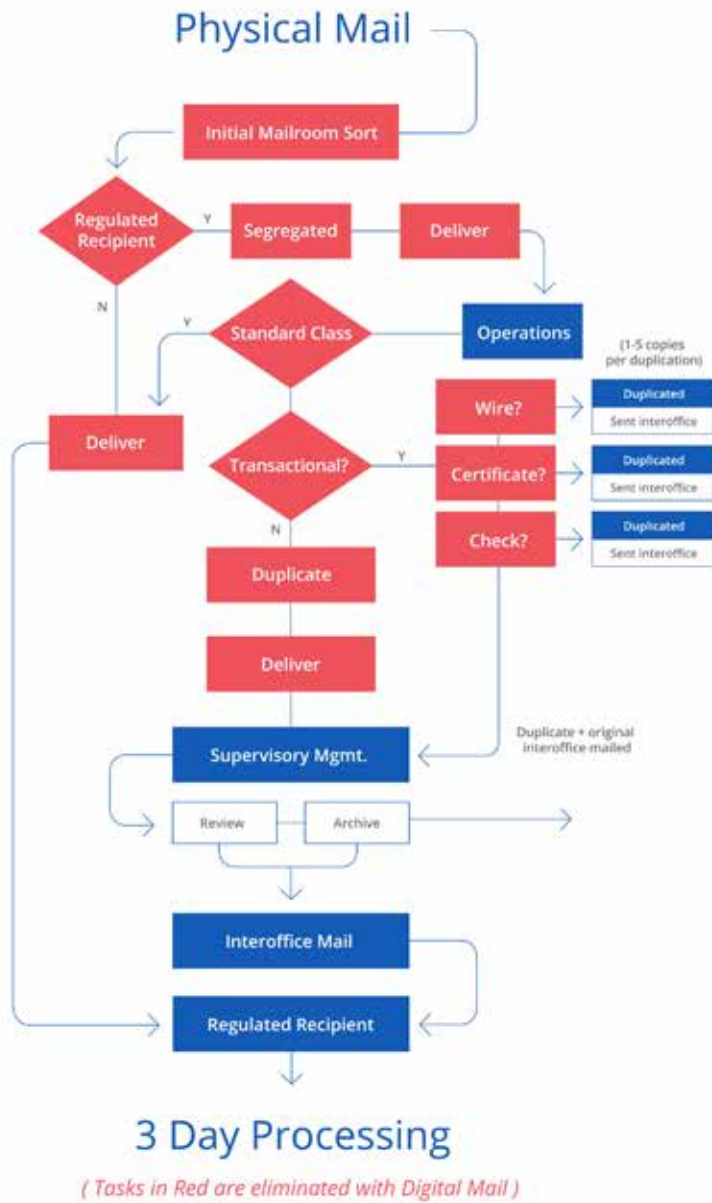 Physical Mail
Initial Mailroom Sort
Regulated
Recipient
Y
Segregated
Deliver
N
Y
Standard Class
Operations
(1-5 copies
per duplication)
Wire?
Duplicated
Sent interoffice
Deliver
Transactional?
Y
Certificate?
Duplicated
Sent interoffice
N
Check?
Duplicated
Sent interoffice
Duplicate
Deliver
Duplicate + original
interoffice mailed
Supervisory Mgmt.
Review
Archive
Interoffice Mail
Regulated Recipient
3 Day Processing
( Tasks in Red are eliminated with Digital Mail )